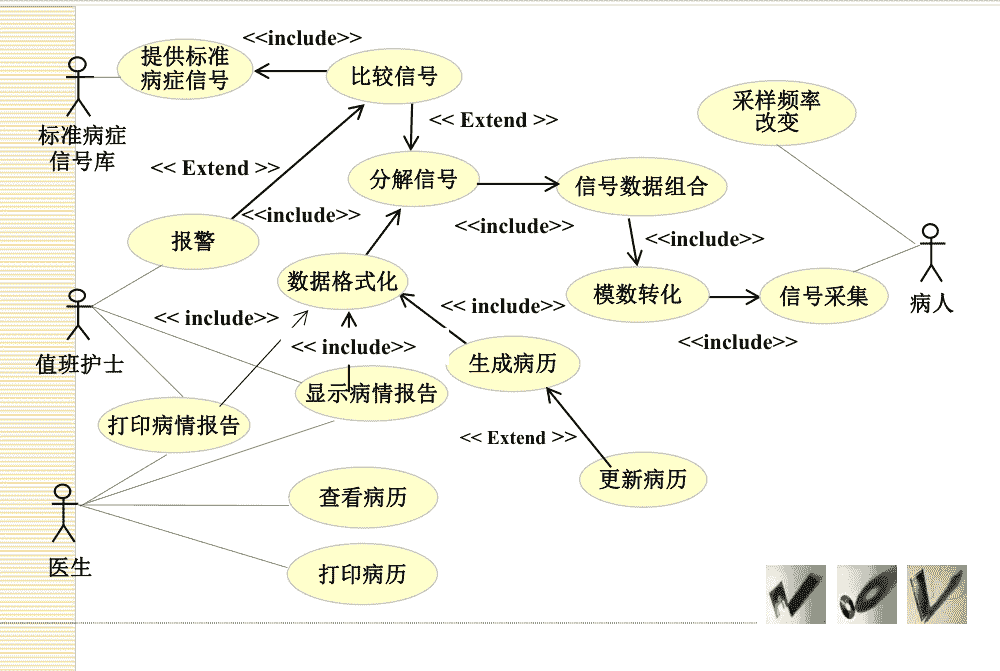 <<include>>
提供标准
病症信号
比较信号
采样频率
改变
<< Extend >>
标准病症
信号库
<< Extend >>
分解信号
信号数据组合
<<include>>
<<include>>
<<include>>
报警
数据格式化
模数转化
信号采集
病人
<< include>>
<< include>>
<<include>>
<< include>>
值班护士
生成病历
显示病情报告
打印病情报告
<< Extend >>
更新病历
查看病历
医生
打印病历